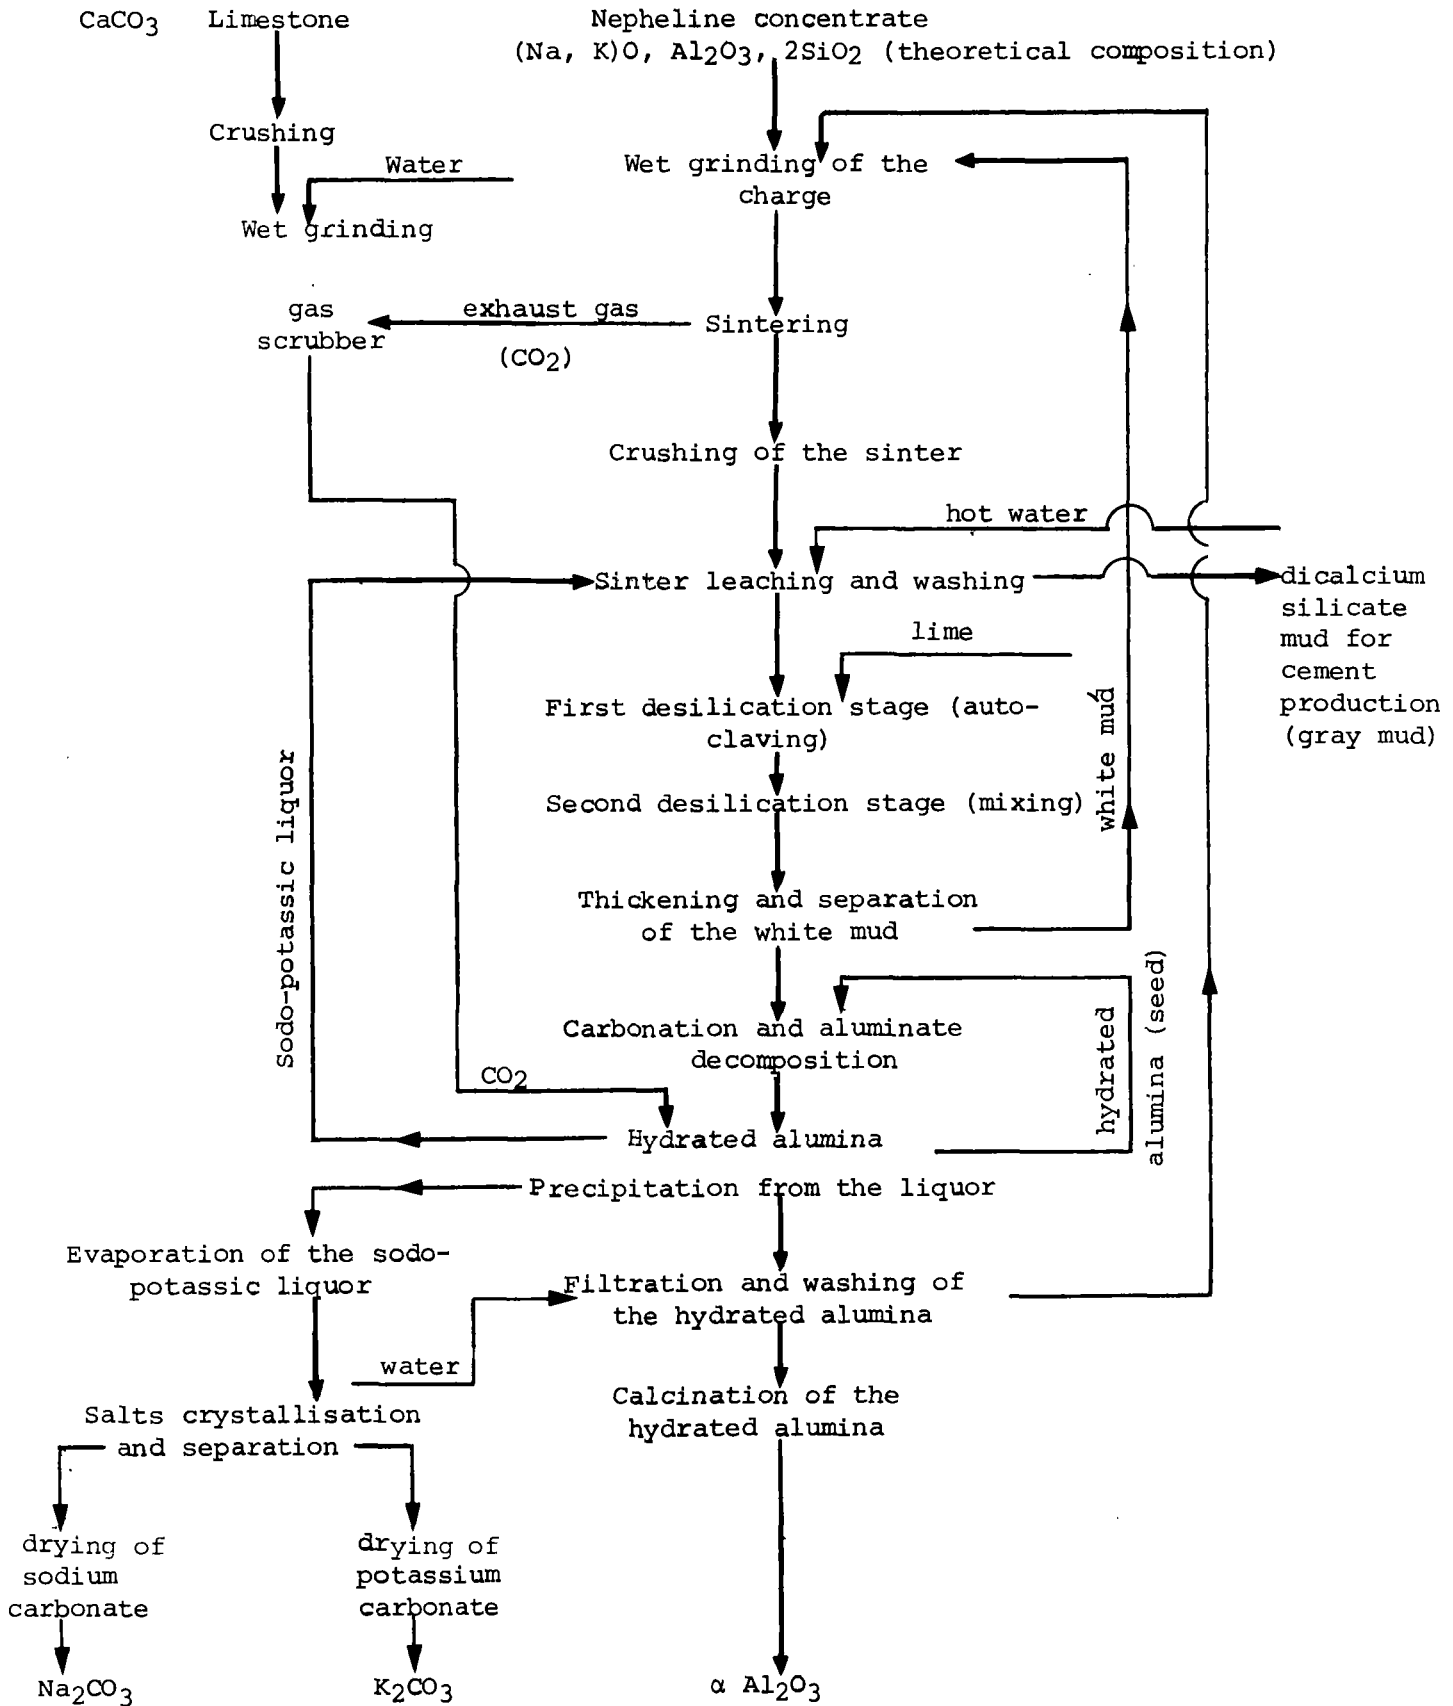 CaCO3 Limestone
Nepheline concentrate
(Na, K)O, Al2O3, 2SiO2 (theoretical composition)
Crushing
Water
Wet grinding of the
charge
Wet grinding
gas
scrubber
exhaust gas
(CO2)
Sintering
Crushing of the sinter
hot water
Sinter leaching and washing
dicalcium
silicate
mud for
cement
production
(gray mud)
lime
First desilication stage (auto-
claving)
Second desilication stage (mixing)
white mud
Sodo-potassic liquor
Thickening and separation
of the white mud
Carbonation and aluminate
decomposition
hydrated
alumina (seed)
CO2
Hydrated alumina
Precipitation from the liquor
Evaporation of the sodo-
potassic liquor
Filtration and washing of
the hydrated alumina
water
Salts crystallisation
and separation
Calcination of the
hydrated alumina
drying of
sodium
carbonate
drying of
potassium
carbonate
Na2CO3
K2CO3
α Al2O3